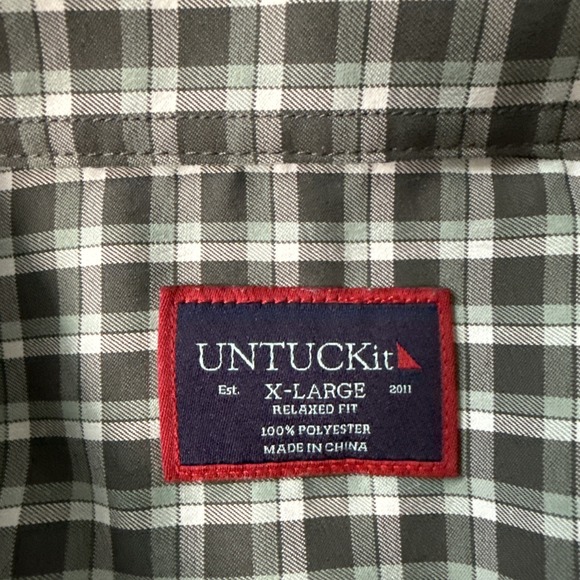 UNTUCKit
Est. X-LARGE 2011
RELAXED FIT
100% POLYESTER
MADE IN CHINA